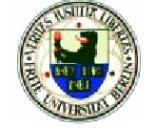 VERITAS IUSTITIA LIBERTAS
FREIE UNIVERSITÄT BERLIN